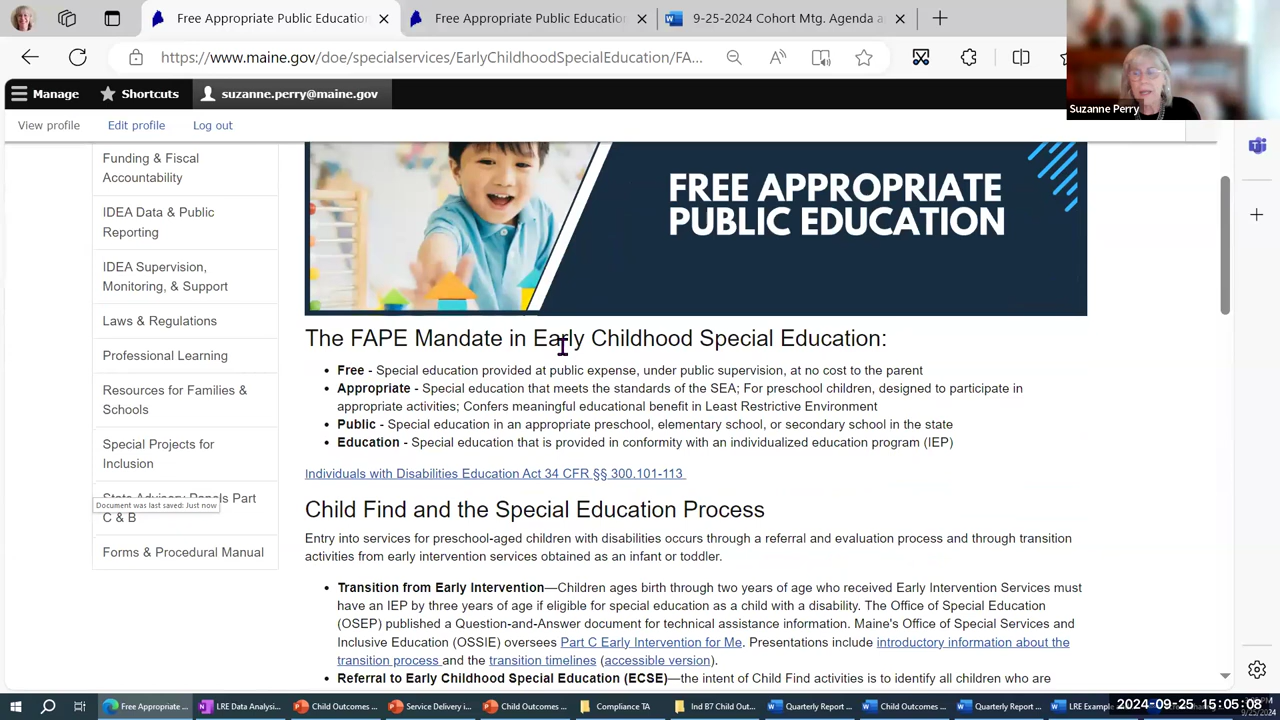 Free Appropriate Public Education
Free Appropriate Public Education
9-25-2024 Cohort Mtg. Agenda a
https://www.maine.gov/doe/specialservices/EarlyChildhoodSpecialEducation/FA...
Manage
Shortcuts
suzanne.perry@maine.gov
View profile
Edit profile
Log out
Suzanne Perry
Funding & Fiscal
Accountability
IDEA Data & Public
Reporting
IDEA Supervision,
Monitoring, & Support
Laws & Regulations
Professional Learning
Resources for Families &
Schools
Special Projects for
Inclusion
State Advisory Panels Part
C & B
Document was last saved: Just now
Forms & Procedural Manual
FREE APPROPRIATE
PUBLIC EDUCATION
The FAPE Mandate in Early Childhood Special Education:
Free - Special education provided at public expense, under public supervision, at no cost to the parent
Appropriate - Special education that meets the standards of the SEA; For preschool children, designed to participate in
appropriate activities; Confers meaningful educational benefit in Least Restrictive Environment
Public - Special education in an appropriate preschool, elementary school, or secondary school in the state
Education - Special education that is provided in conformity with an individualized education program (IEP)
Individuals with Disabilities Education Act 34 CFR §§ 300.101-113
Child Find and the Special Education Process
Entry into services for preschool-aged children with disabilities occurs through a referral and evaluation process and through transition
activities from early intervention services obtained as an infant or toddler.
Transition from Early Intervention—Children ages birth through two years of age who received Early Intervention Services must
have an IEP by three years of age if eligible for special education as a child with a disability. The Office of Special Education
(OSEP) published a Question-and-Answer document for technical assistance information. Maine's Office of Special Services and
Inclusive Education (OSSIE) oversees Part C Early Intervention for Me. Presentations include introductory information about the
transition process and the transition timelines (accessible version).
Referral to Early Childhood Special Education (ECSE)—the intent of Child Find activities is to identify all children who are
Free Appropriate ...
LRE Data Analysi...
Child Outcomes ...
Service Delivery i...
Child Outcomes ...
Compliance TA
Ind B7 Child Out...
Quarterly Report ...
Child Outcomes ...
Quarterly Report ...
LRE Example
2024-09-25 15:05:08